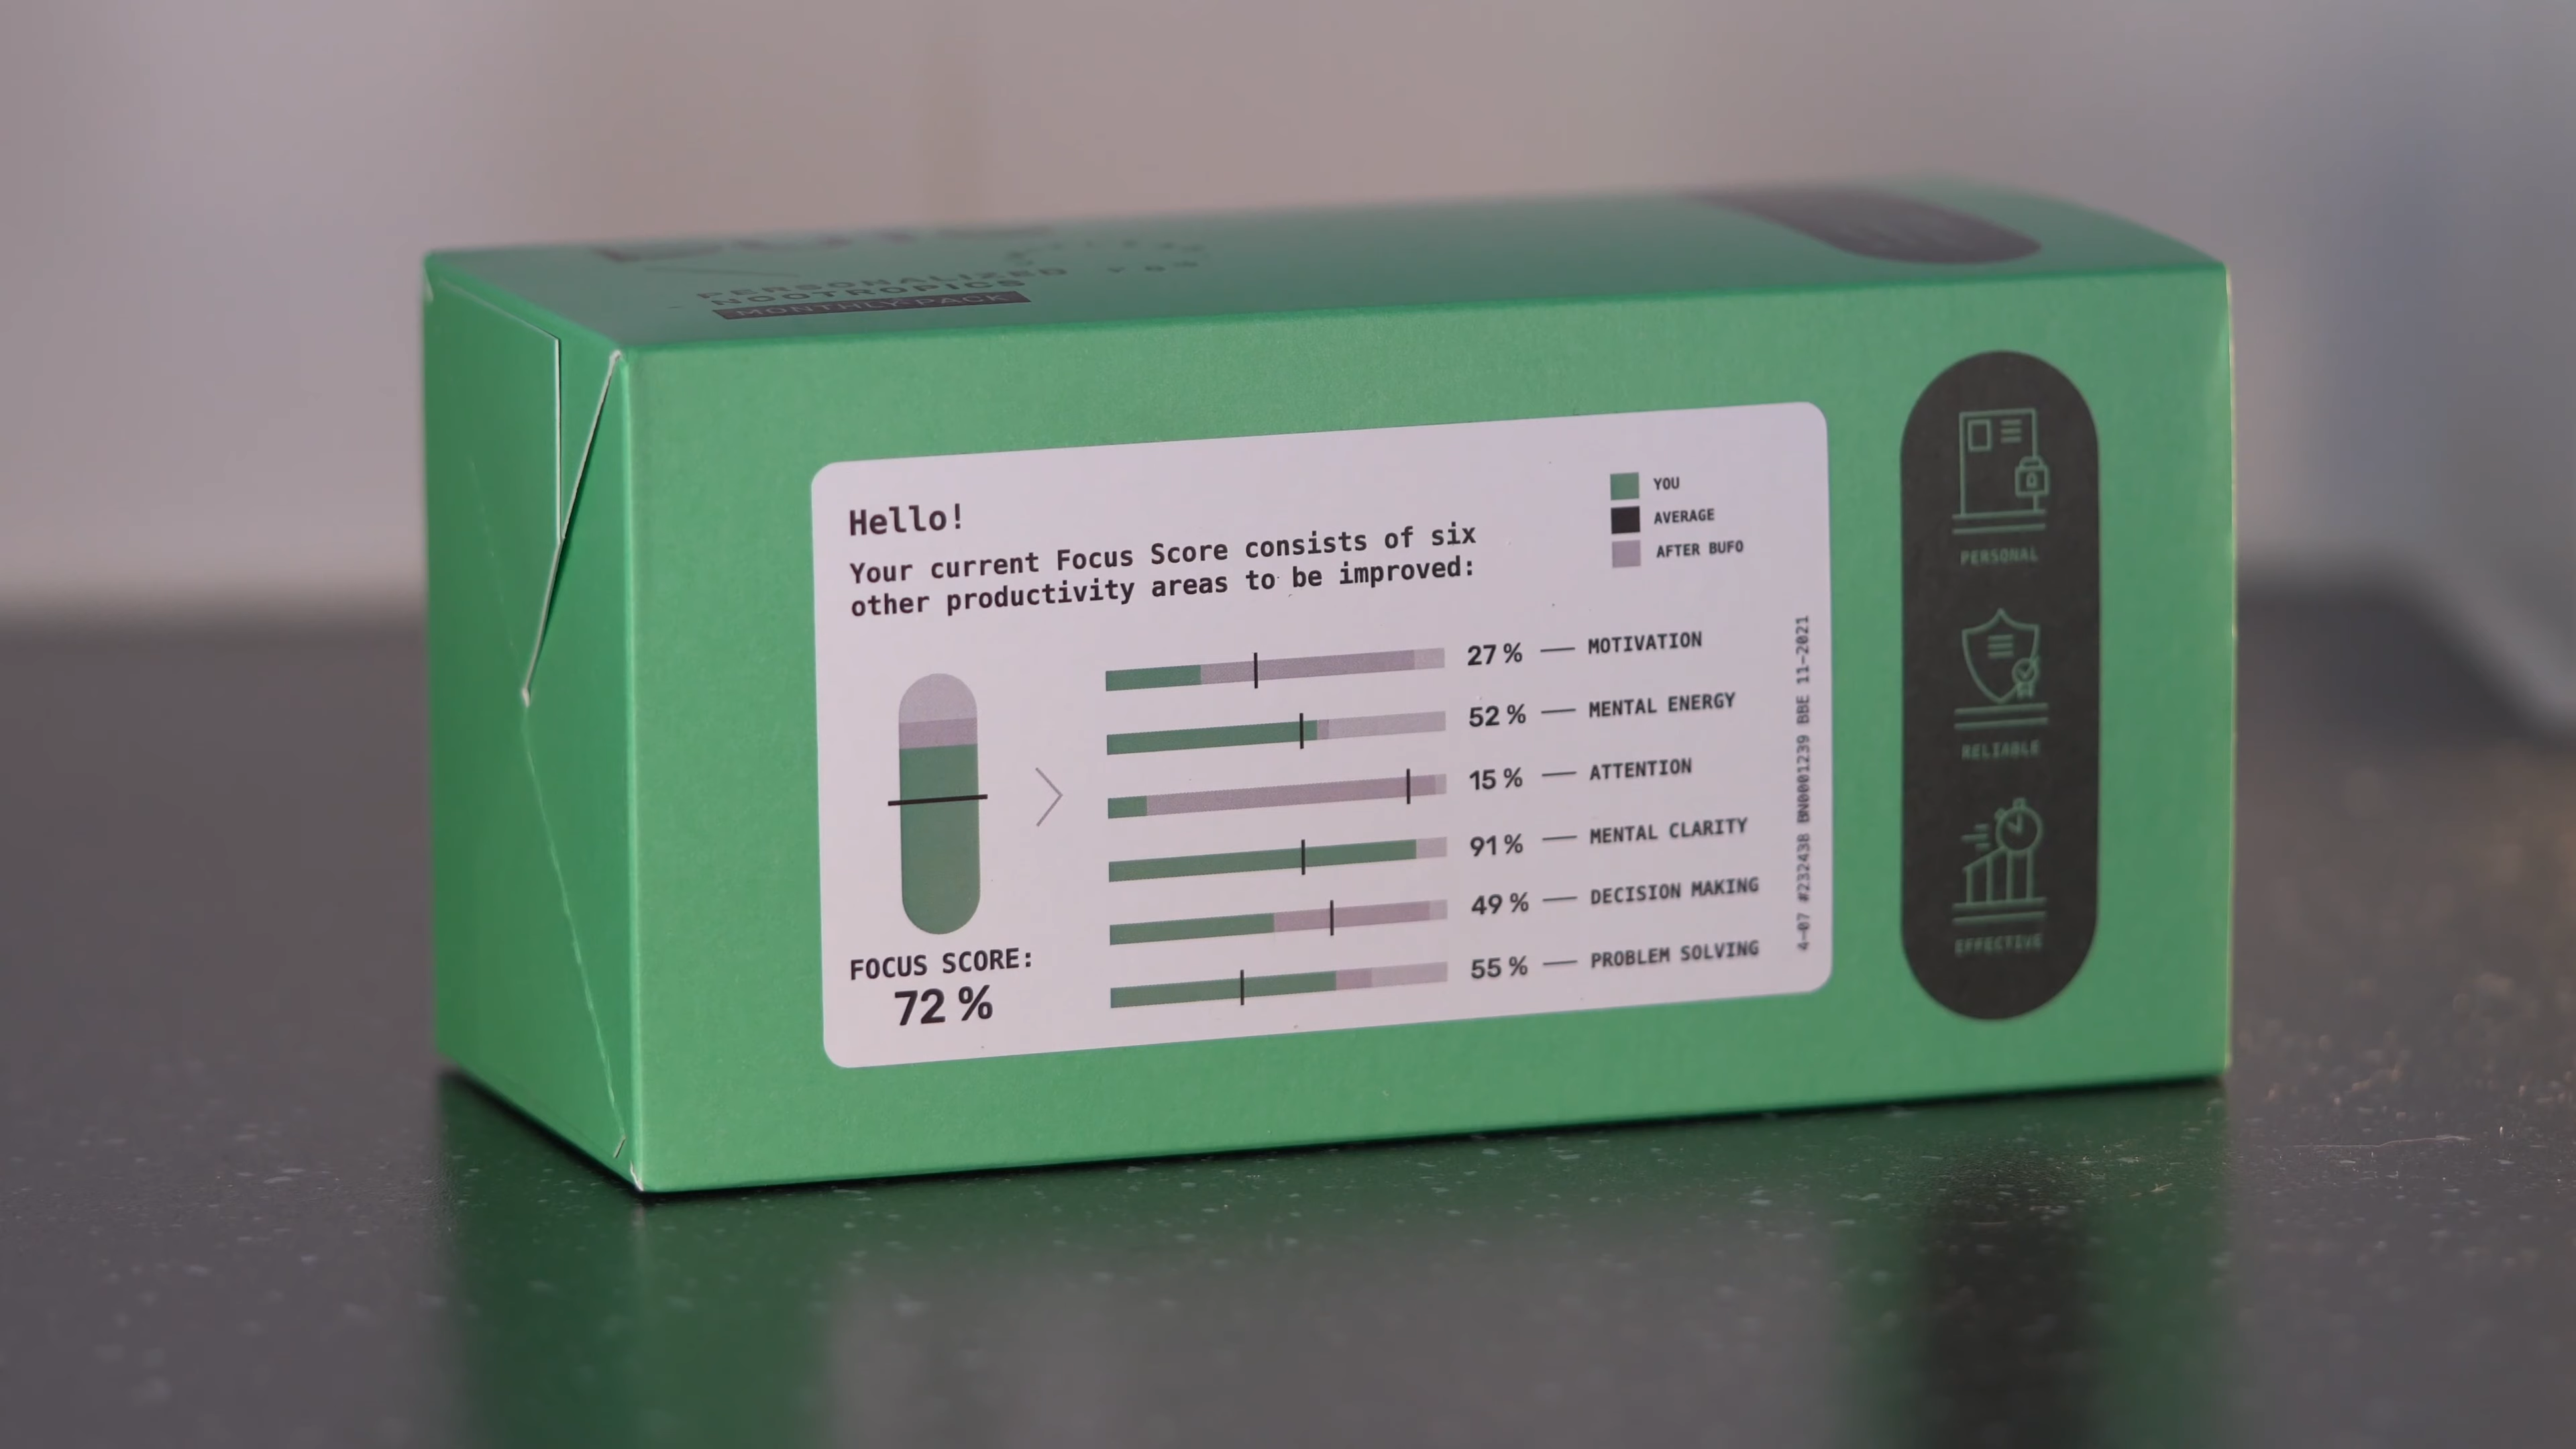 PERSONALIZED
NOOTROPICS
MONTHLY PACK
Hello!
Your current Focus Score consists of six
other productivity areas to be improved:
YOU
AVERAGE
AFTER BUFO
27 % — MOTIVATION
52 % — MENTAL ENERGY
15 % — ATTENTION
91 % — MENTAL CLARITY
49 % — DECISION MAKING
55 % — PROBLEM SOLVING
FOCUS SCORE:
72 %
4-07 #232438 BN0001239 BBE 11-2021
PERSONAL
RELIABLE
EFFECTIVE